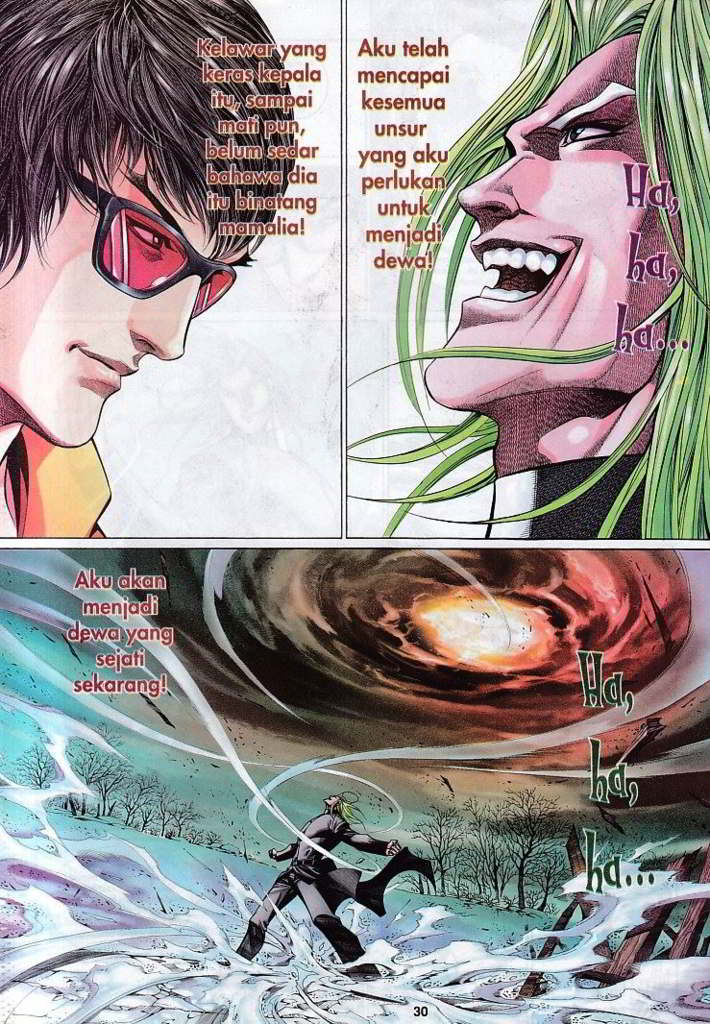 Kelawar yang
keras kepala
itu, sampai
mati pun,
belum sedar
bahawa dia
itu binatang
mamalia!
Aku telah
mencapai
kesemua
unsur
yang aku
perlukan
untuk
menjadi
dewa!
Ha,
ha,
ha...
Aku akan
menjadi
dewa yang
sejati
sekarang!
Ha,
ha,
ha...
30